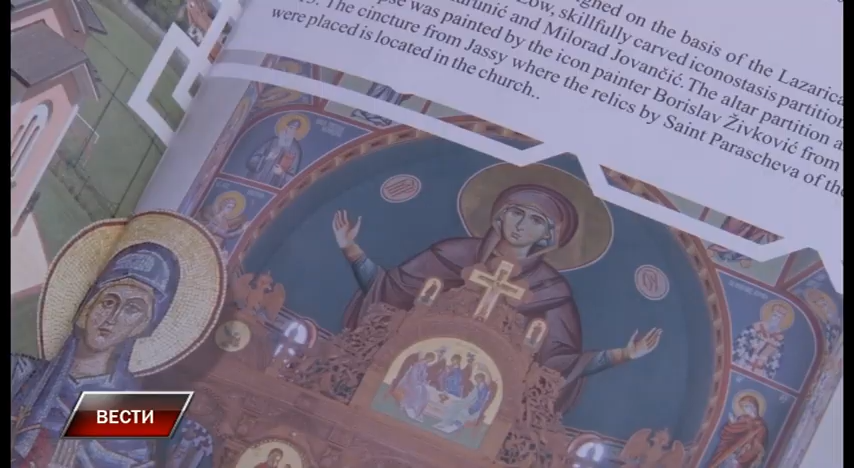 igned on the basis of the Lazarica
skillfully carved iconostasis partition
arunić and Milorad Jovančić. The altar partition a
pse was painted by the icon painter Borislav Živković from
The cincture from Jassy where the relics by Saint Parascheva of the
were placed is located in the church..
ВЕСТИ